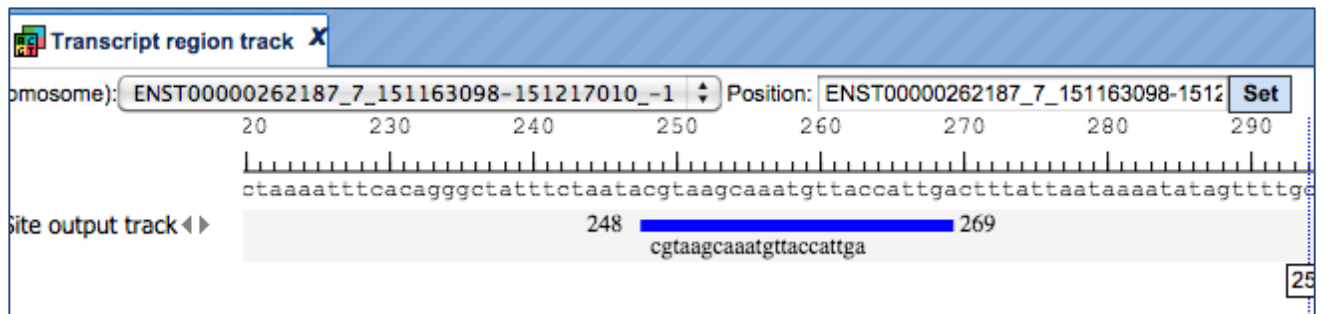 Transcript region track X
omosome): ENST00000262187_7_151163098-151217010_-1 Position: ENST00000262187_7_151163098-1512 Set
20 230 240 250 260 270 280 290
ctaaaatttcacagggctatttctaatacgtaagcaaatgttaccattgactttattaataaaatatagttttgc
Site output track
248 269
cgtaagcaaatgttaccattga
25